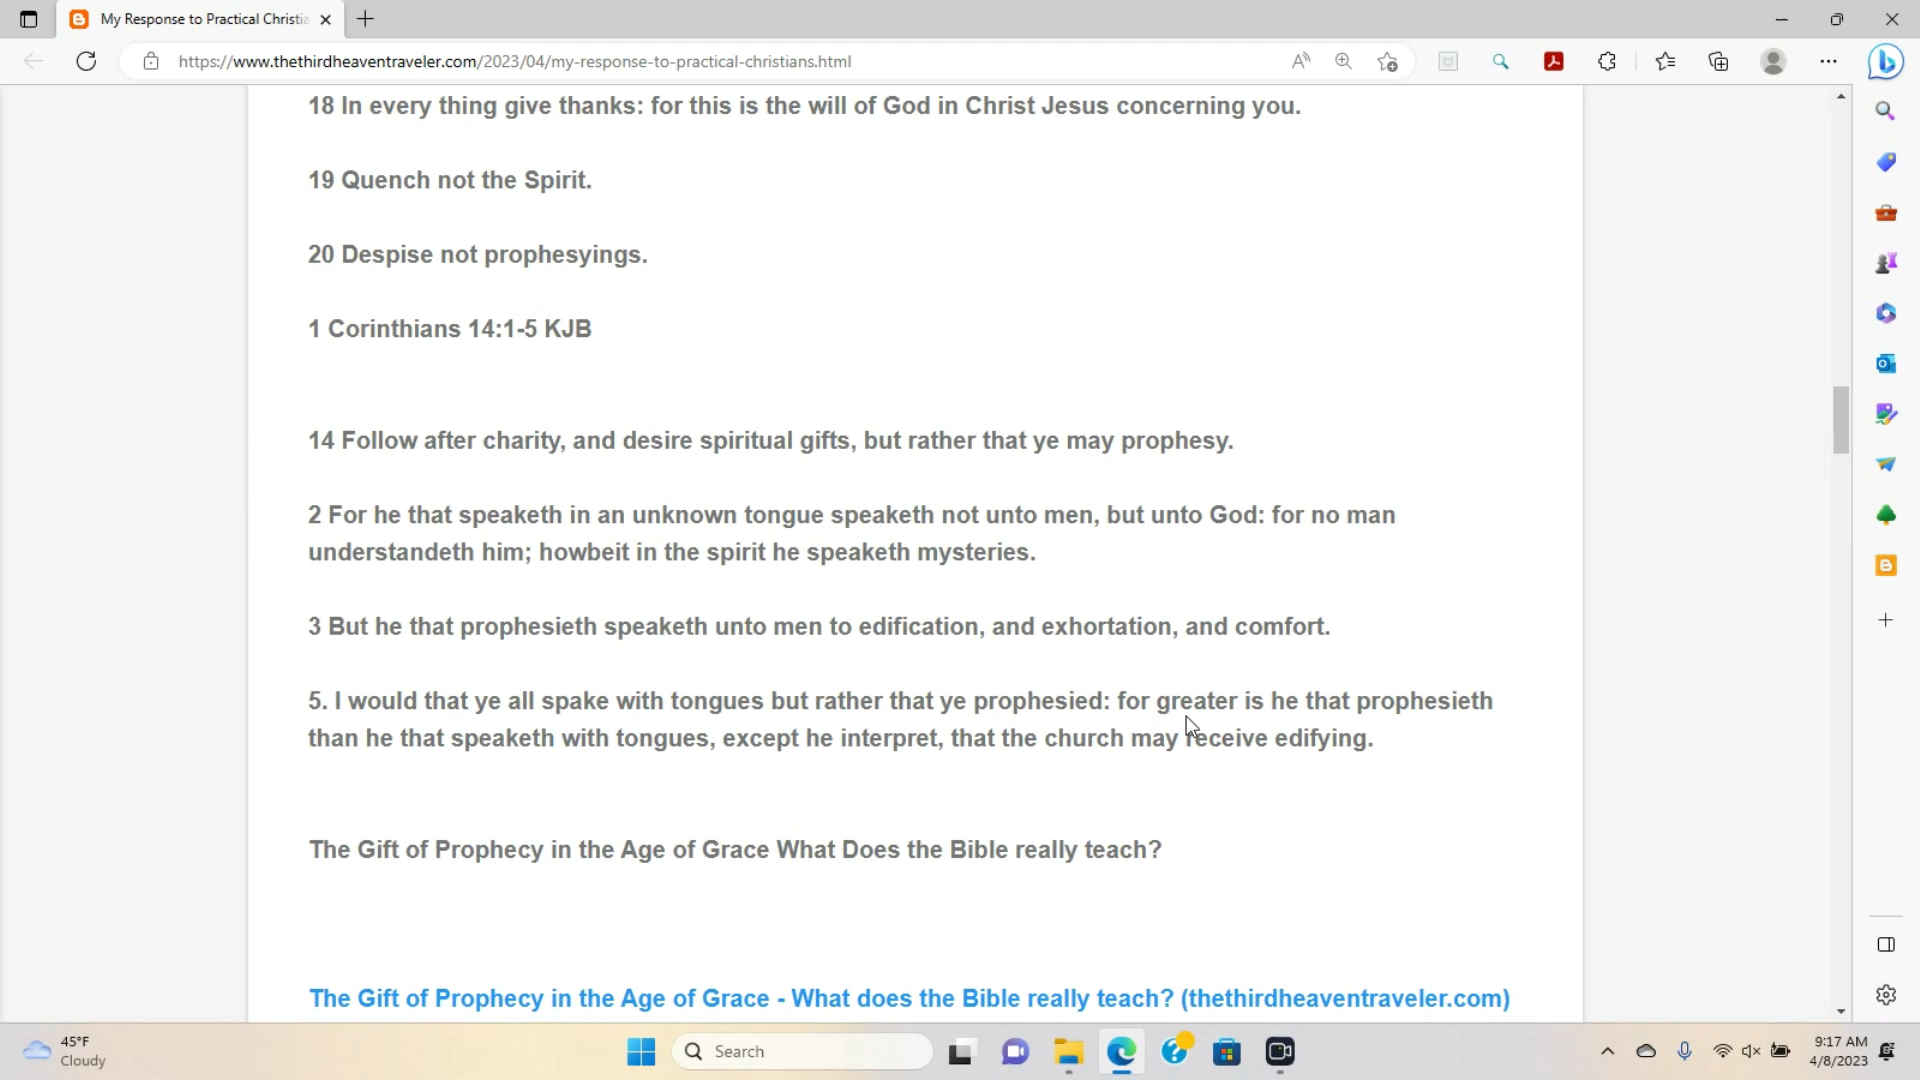 My Response to Practical Christia
https://www.thethirdheaventraveler.com/2023/04/my-response-to-practical-christians.html
18 In every thing give thanks: for this is the will of God in Christ Jesus concerning you.
19 Quench not the Spirit.
20 Despise not prophesyings.
1 Corinthians 14:1-5 KJB
14 Follow after charity, and desire spiritual gifts, but rather that ye may prophesy.
2 For he that speaketh in an unknown tongue speaketh not unto men, but unto God: for no man
understandeth him; howbeit in the spirit he speaketh mysteries.
3 But he that prophesieth speaketh unto men to edification, and exhortation, and comfort.
5. I would that ye all spake with tongues but rather that ye prophesied: for greater is he that prophesieth
than he that speaketh with tongues, except he interpret, that the church may receive edifying.
The Gift of Prophecy in the Age of Grace What Does the Bible really teach?
The Gift of Prophecy in the Age of Grace - What does the Bible really teach? (thethirdheaventraveler.com)
45°F
Cloudy
Search
9:17 AM
4/8/2023